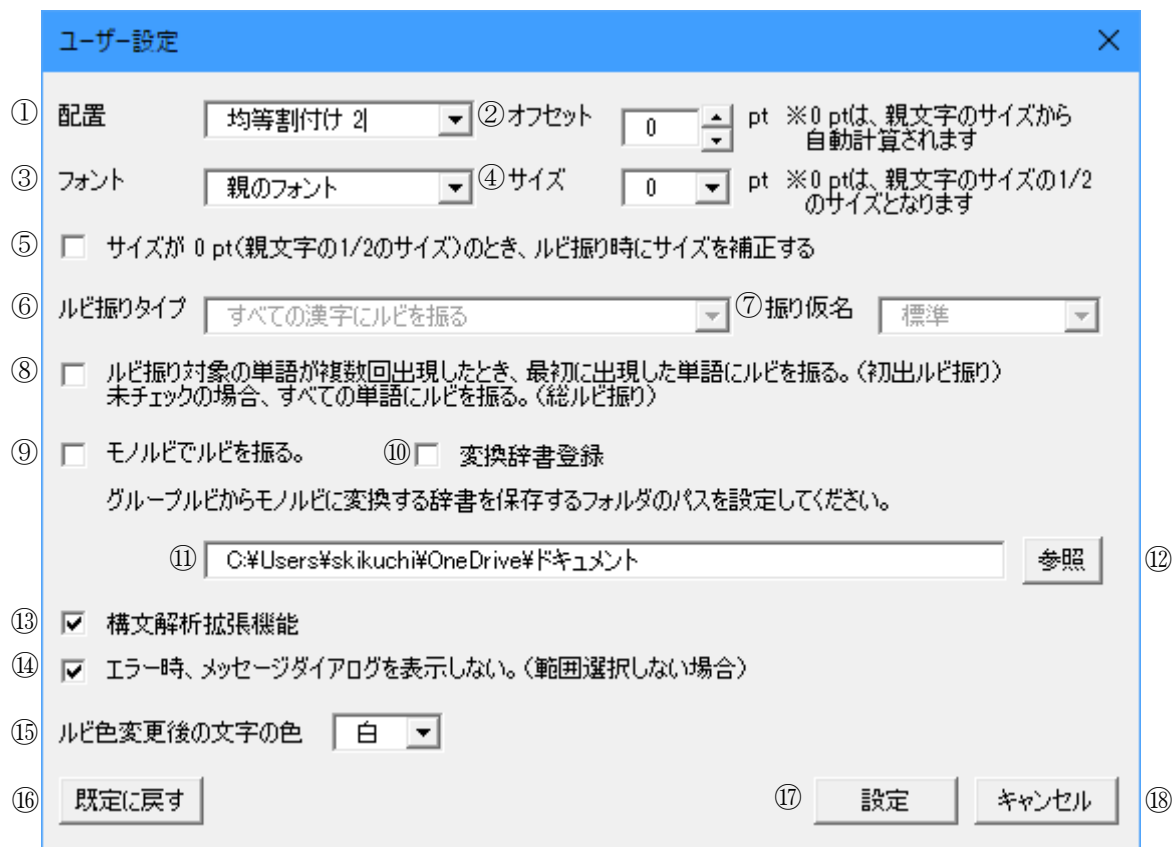 ユーザー設定
① 配置 均等割付け 2 ② オフセット 0 pt ※0 ptは、親文字のサイズから
自動計算されます
③ フォント 親のフォント ④ サイズ 0 pt ※0 ptは、親文字のサイズの1/2
のサイズとなります
⑤ サイズが 0 pt(親文字の1/2のサイズ)のとき、ルビ振り時にサイズを補正する
⑥ ルビ振りタイプ すべての漢字にルビを振る ⑦ 振り仮名 標準
⑧ ルビ振り対象の単語が複数回出現したとき、最初に出現した単語にルビを振る。(初出ルビ振り)
未チェックの場合、すべての単語にルビを振る。(総ルビ振り)
⑨ モノルビでルビを振る。 ⑩ 変換辞書登録
グループルビからモノルビに変換する辞書を保存するフォルダのパスを設定してください。
⑪ C:¥Users¥skikuchi¥OneDrive¥ドキュメント 参照 ⑫
⑬ 構文解析拡張機能
⑭ エラー時、メッセージダイアログを表示しない。(範囲選択しない場合)
⑮ ルビ色変更後の文字の色 白
⑯ 既定に戻す ⑰ 設定 キャンセル ⑱